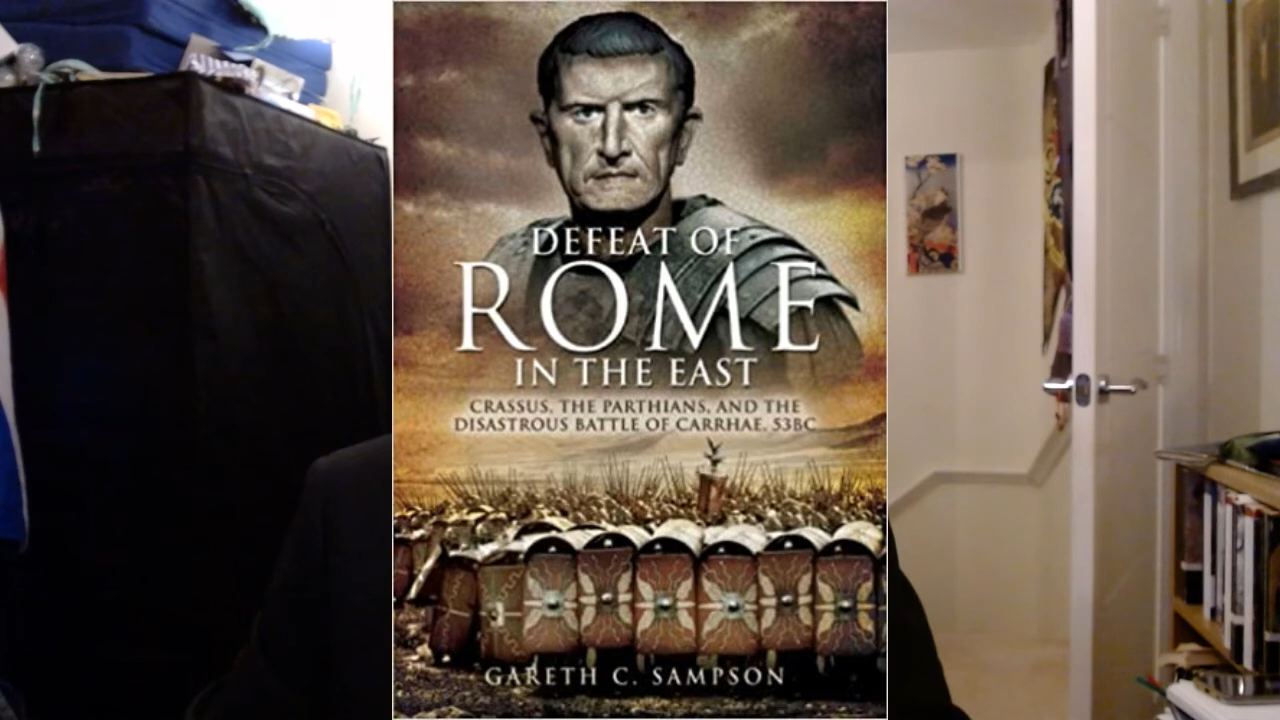 DEFEAT OF
ROME
IN THE EAST
CRASSUS, THE PARTHIANS, AND THE
DISASTROUS BATTLE OF CARRHAE, 53BC
GARETH C. SAMPSON